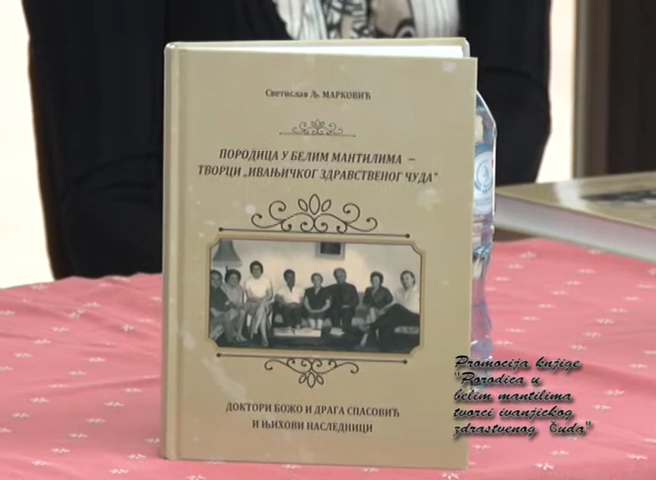 Светислав Љ. МАРКОВИЋ
ПОРОДИЦА У БЕЛИМ МАНТИЛИМА –
ТВОРЦИ „ИВАЊИЧКОГ ЗДРАВСТВЕНОГ ЧУДА"
ДОКТОРИ БОЖО И ДРАГА СПАСОВИЋ
И ЊИХОВИ НАСЛЕДНИЦИ
Promocija knjige
"Porodica u
belim mantilima
tvorci ivanjickog
zdrastvenog čuda"